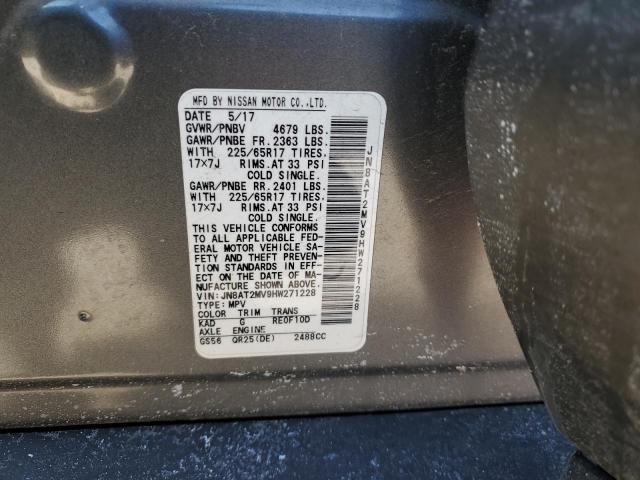 MFD BY NISSAN MOTOR CO.,LTD.
DATE 5/17
GVWR/PNBV 4679 LBS.
GAWR/PNBE FR. 2363 LBS.
WITH 225/65R17 TIRES.
17×7J RIMS.AT 33 PSI
COLD SINGLE.
GAWR/PNBE RR. 2401 LBS.
WITH 225/65R17 TIRES.
17×7J RIMS.AT 33 PSI
COLD SINGLE.
THIS VEHICLE CONFORMS
TO ALL APPLICABLE FED-
ERAL MOTOR VEHICLE SA-
FETY AND THEFT PREVEN-
TION STANDARDS IN EFF-
ECT ON THE DATE OF MA-
NUFACTURE SHOWN ABOVE.
VIN: JN8AT2MV9HW271228
TYPE: MPV
COLOR TRIM TRANS
KAD G RE0F10D
AXLE ENGINE
GS56 QR25(DE) 2488CC
JN8AT2MV9HW271228